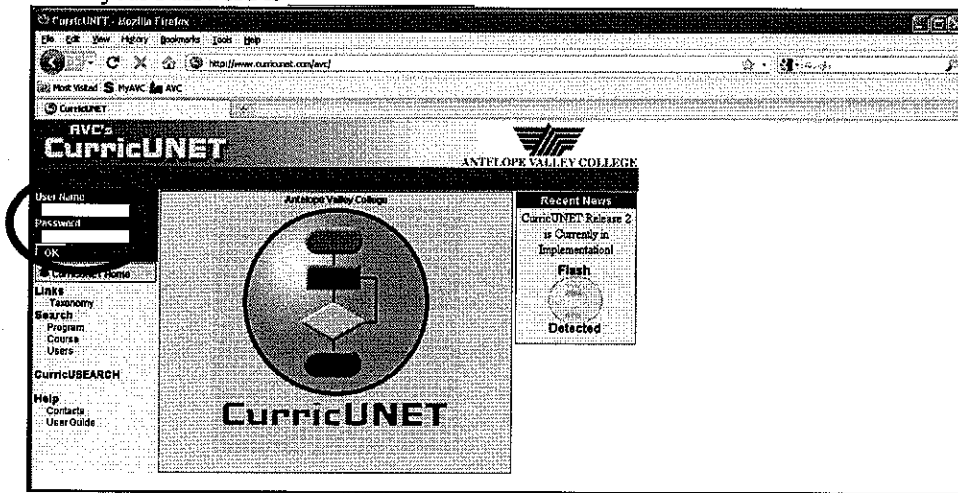 CurricUNET - Mozilla Firefox
File Edit View History Bookmarks Tools Help
http://www.curricunet.com/avc/
Most Visited MyAVC AVC
CurricUNET
AVC's
CurricUNET
ANTELOPE VALLEY COLLEGE
User Name
Password
OK
CurricUNET Home
Links
Taxonomy
Search
Program
Course
Users
CurricUSEARCH
Help
Contacts
User Guide
Antelope Valley College
CurricUNET
Recent News
CurricUNET Release 2
is Currently in
Implementation!
Flash
Detected